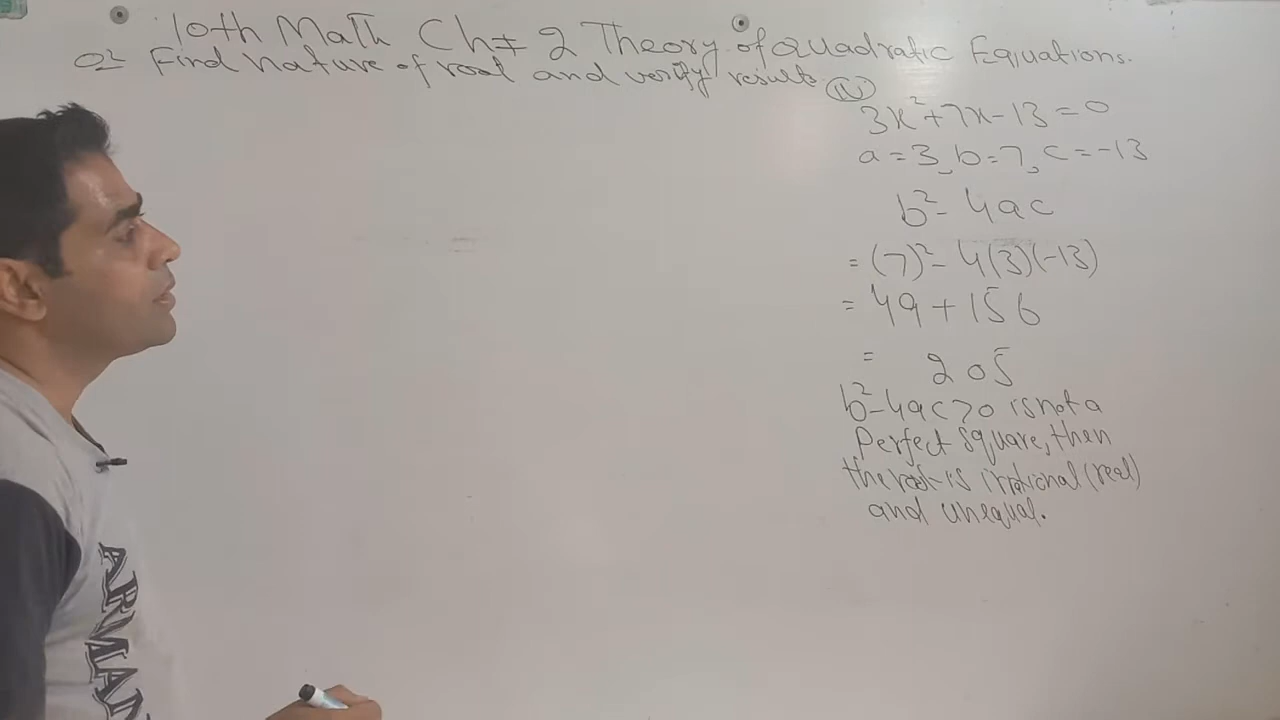 10th Math Ch# 2 Theory of Quadratic Equations.
Q2 Find nature of root and verify results (iv)
3x²+7x-13=0
a=3, b=7, c=-13
b²-4ac
=(7)²-4(3)(-13)
=49+156
= 205
b²-4ac>0 is not a
Perfect square, then
the root is irrational (real)
and unequal.
ARMAN